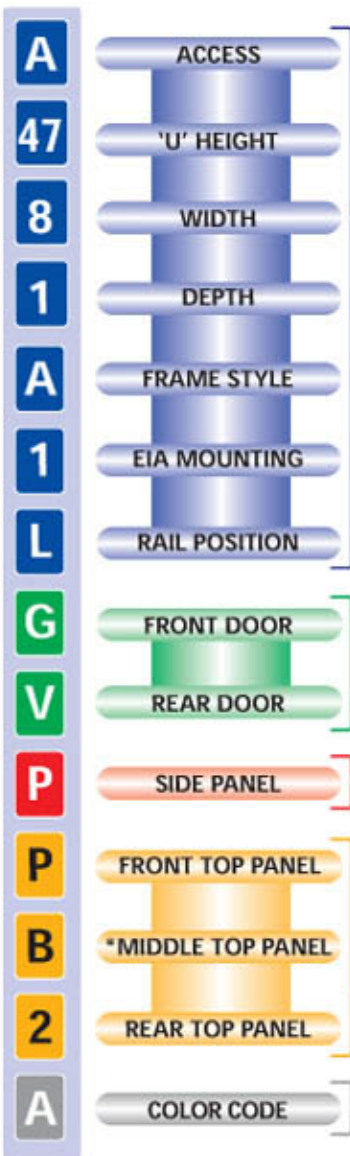 A ACCESS
47 'U' HEIGHT
8 WIDTH
1 DEPTH
A FRAME STYLE
1 EIA MOUNTING
L RAIL POSITION
G FRONT DOOR
V REAR DOOR
P SIDE PANEL
P FRONT TOP PANEL
B *MIDDLE TOP PANEL
2 REAR TOP PANEL
A COLOR CODE